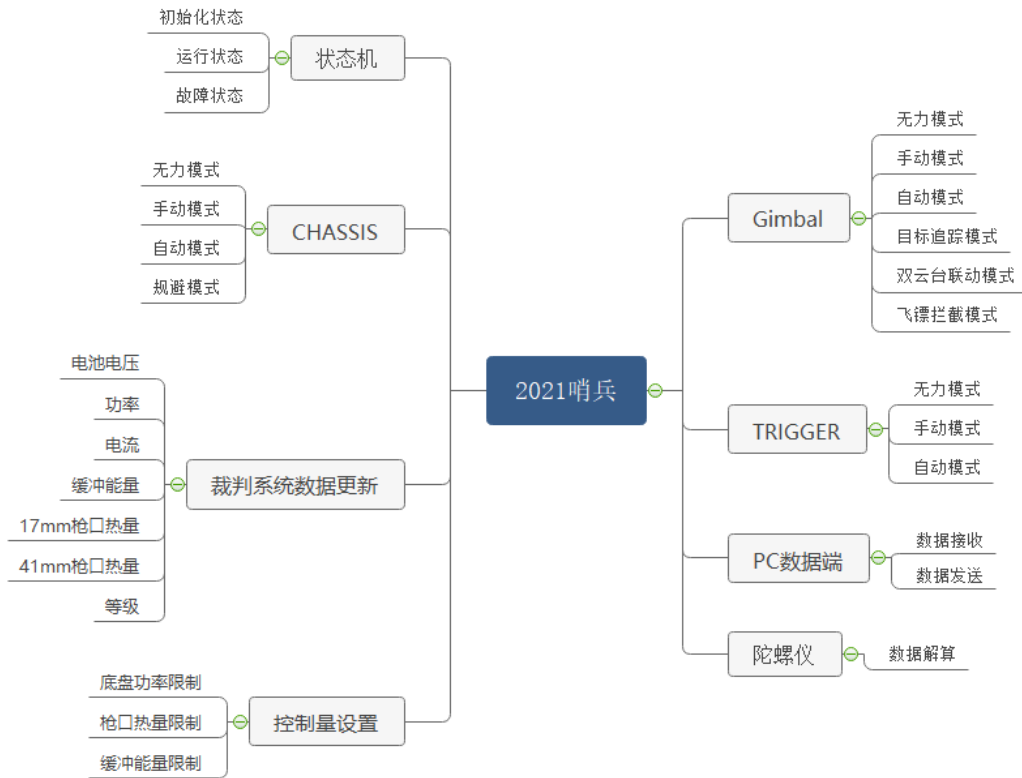 2021哨兵
状态机
初始化状态
运行状态
故障状态
CHASSIS
无力模式
手动模式
自动模式
规避模式
裁判系统数据更新
电池电压
功率
电流
缓冲能量
17mm枪口热量
41mm枪口热量
等级
控制量设置
底盘功率限制
枪口热量限制
缓冲能量限制
Gimbal
无力模式
手动模式
自动模式
目标追踪模式
双云台联动模式
飞镖拦截模式
TRIGGER
无力模式
手动模式
自动模式
PC数据端
数据接收
数据发送
陀螺仪
数据解算